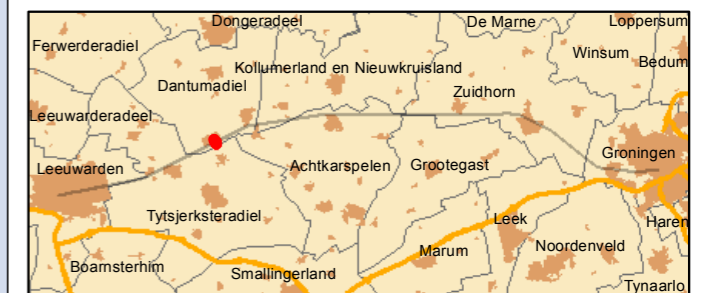 Dongeradeel
De Marne
Loppersum
Ferwerderadiel
Winsum
Bedum
Kollumerland en Nieuwkruisland
Dantumadiel
Zuidhorn
Leeuwarderadeel
Groningen
Leeuwarden
Achtkarspelen
Grootegast
Tytsjerksteradiel
Leek
Haren
Marum
Noordenveld
Boarnsterhim
Smallingerland
Tynaarlo